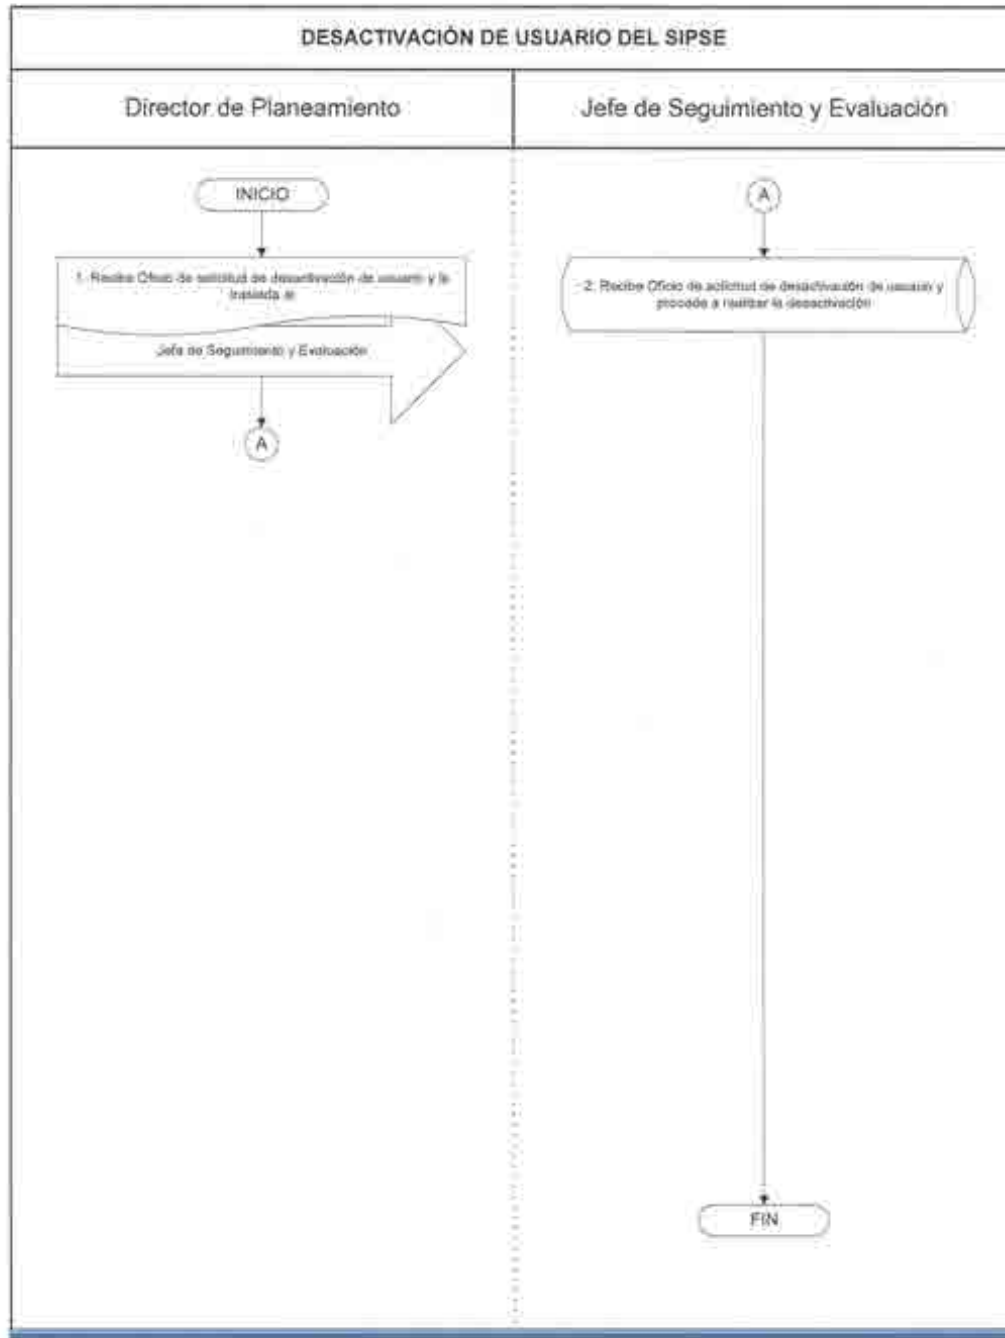 DESACTIVACIÓN DE USUARIO DEL SIPSE
Director de Planeamiento
Jefe de Seguimiento y Evaluación
INICIO
1. Recibe Oficio de solicitud de desactivación de usuario y lo
traslada al
Jefe de Seguimiento y Evaluación
A
A
2. Recibe Oficio de solicitud de desactivación de usuario y
procede a realizar la desactivación
FIN